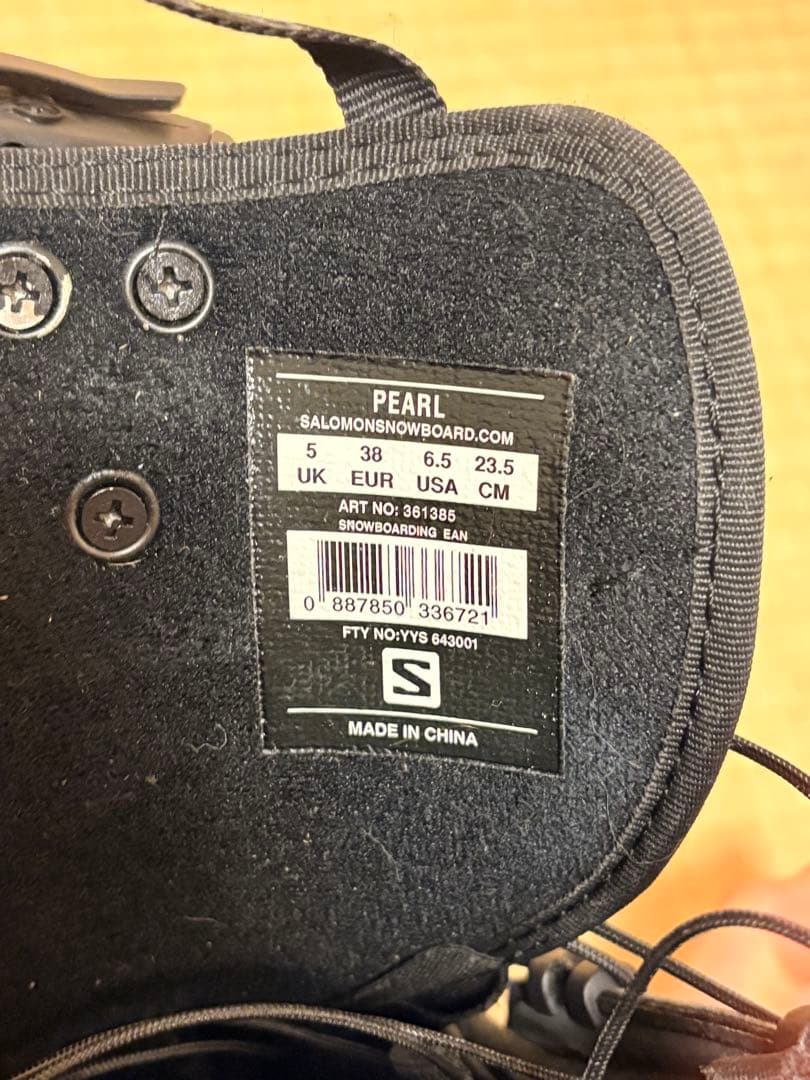 PEARL
SALOMONSNOWBOARD.COM
5 38 6.5 23.5
UK EUR USA CM
ART NO: 361385
SNOWBOARDING EAN
0 887850 336721
FTY NO:YYS 643001
S
MADE IN CHINA